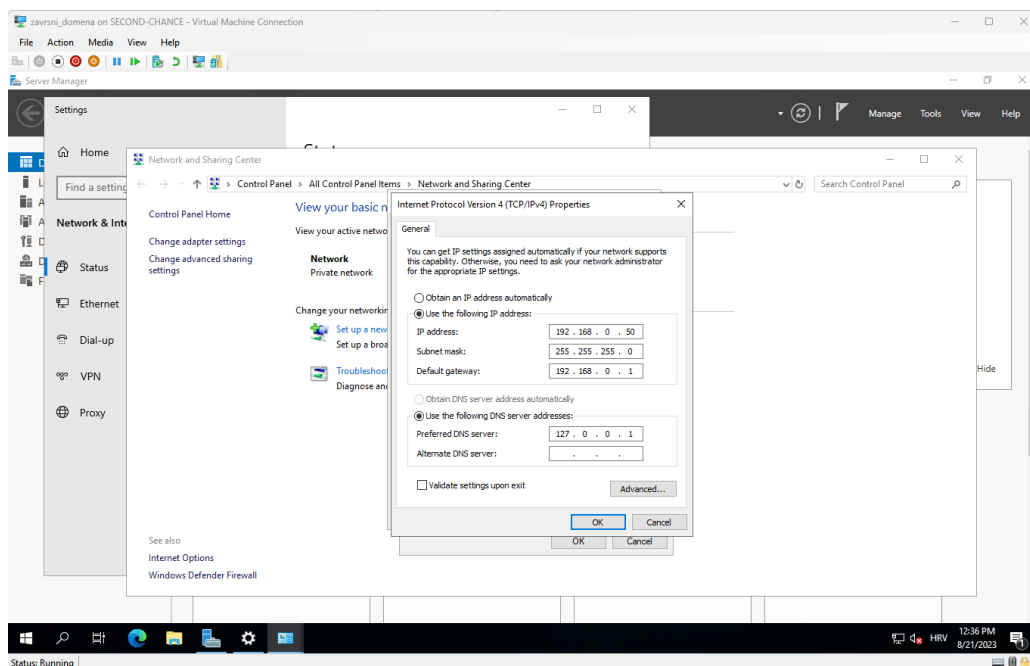 zavrsni_domena on SECOND-CHANCE - Virtual Machine Connection
File Action Media View Help
Server Manager
Manage Tools View Help
Settings
Home
Find a setting
Network & Inte
Status
Ethernet
Dial-up
VPN
Proxy
Network and Sharing Center
Control Panel > All Control Panel Items > Network and Sharing Center
Search Control Panel
Control Panel Home
Change adapter settings
Change advanced sharing
settings
See also
Internet Options
Windows Defender Firewall
View your basic n
View your active netwo
Network
Private network
Change your networkin
Set up a new
Set up a broa
Troubleshoot
Diagnose and
Internet Protocol Version 4 (TCP/IPv4) Properties
General
You can get IP settings assigned automatically if your network supports
this capability. Otherwise, you need to ask your network administrator
for the appropriate IP settings.
Obtain an IP address automatically
Use the following IP address:
IP address: 192 . 168 . 0 . 50
Subnet mask: 255 . 255 . 255 . 0
Default gateway: 192 . 168 . 0 . 1
Obtain DNS server address automatically
Use the following DNS server addresses:
Preferred DNS server: 127 . 0 . 0 . 1
Alternate DNS server: . . .
Validate settings upon exit
Advanced...
OK Cancel
OK Cancel
Hide
HRV
12:36 PM
8/21/2023
Status: Running